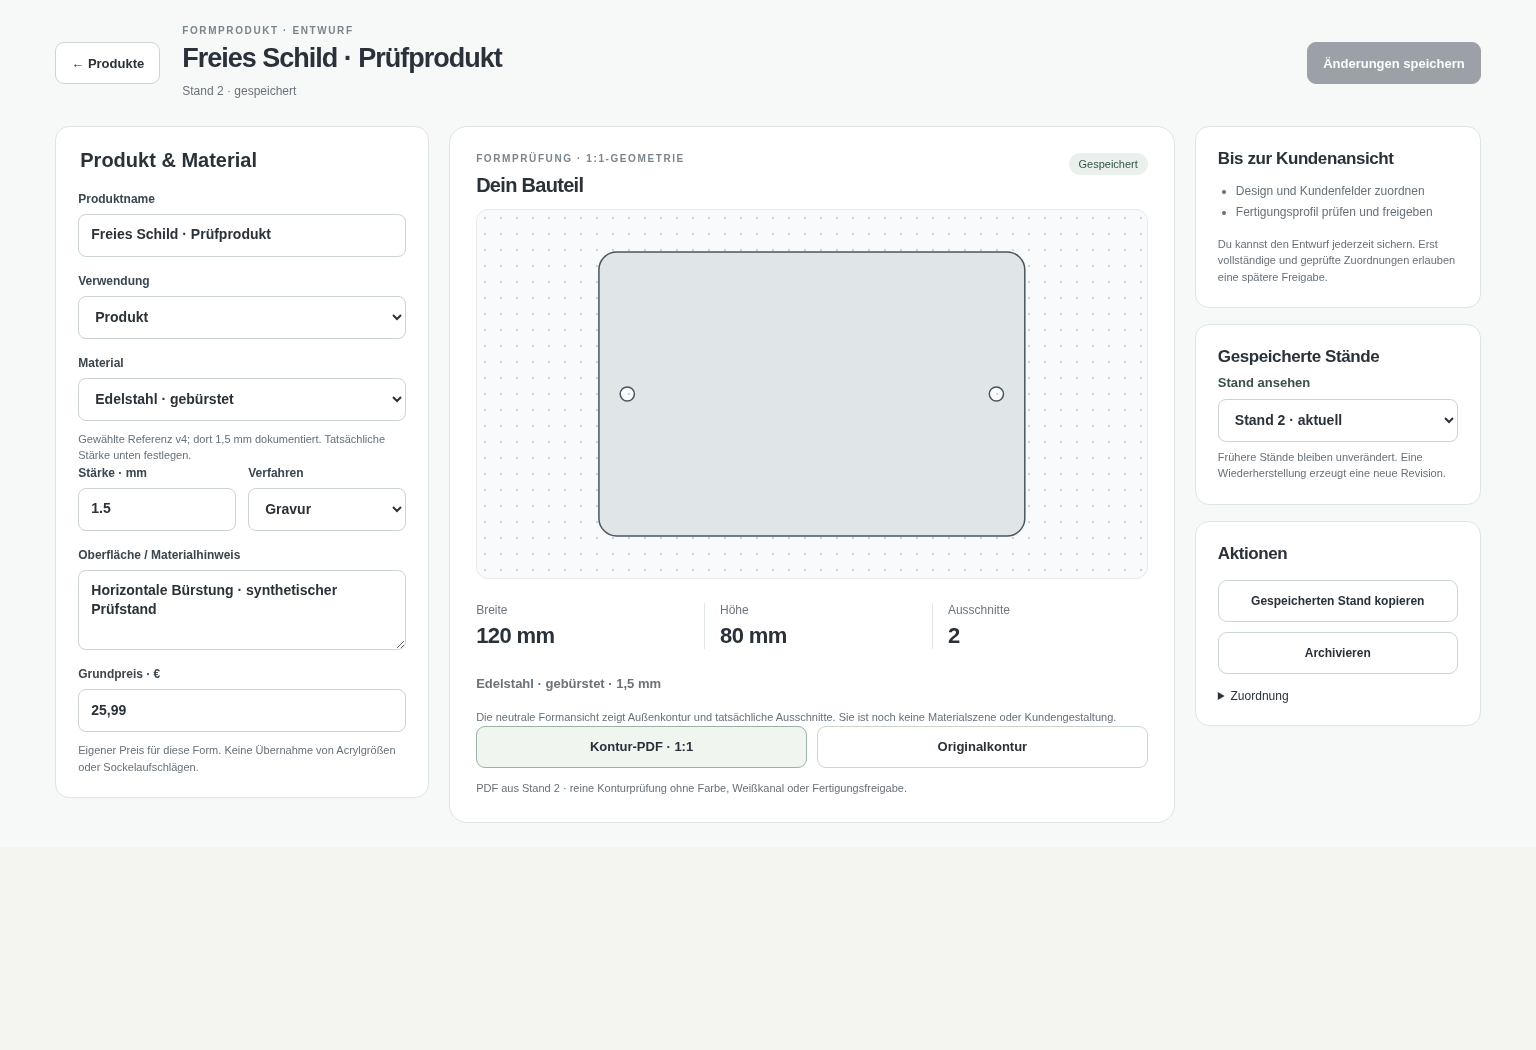 ← Produkte
FORMPRODUKT · ENTWURF
Freies Schild · Prüfprodukt
Stand 2 · gespeichert
Änderungen speichern
Produkt & Material
Produktname
Freies Schild · Prüfprodukt
Verwendung
Produkt
Material
Edelstahl · gebürstet
Gewählte Referenz v4; dort 1,5 mm dokumentiert. Tatsächliche
Stärke unten festlegen.
Stärke · mm
Verfahren
1.5
Gravur
Oberfläche / Materialhinweis
Horizontale Bürstung · synthetischer
Prüfstand
Grundpreis · €
25,99
Eigener Preis für diese Form. Keine Übernahme von Acrylgrößen
oder Sockelaufschlägen.
FORMPRÜFUNG · 1:1-GEOMETRIE
Dein Bauteil
Gespeichert
Breite
120 mm
Höhe
80 mm
Ausschnitte
2
Edelstahl · gebürstet · 1,5 mm
Die neutrale Formansicht zeigt Außenkontur und tatsächliche Ausschnitte. Sie ist noch keine Materialszene oder Kundengestaltung.
Kontur-PDF · 1:1
Originalkontur
PDF aus Stand 2 · reine Konturprüfung ohne Farbe, Weißkanal oder Fertigungsfreigabe.
Bis zur Kundenansicht
• Design und Kundenfelder zuordnen
• Fertigungsprofil prüfen und freigeben
Du kannst den Entwurf jederzeit sichern. Erst
vollständige und geprüfte Zuordnungen erlauben
eine spätere Freigabe.
Gespeicherte Stände
Stand ansehen
Stand 2 · aktuell
Frühere Stände bleiben unverändert. Eine
Wiederherstellung erzeugt eine neue Revision.
Aktionen
Gespeicherten Stand kopieren
Archivieren
▶ Zuordnung